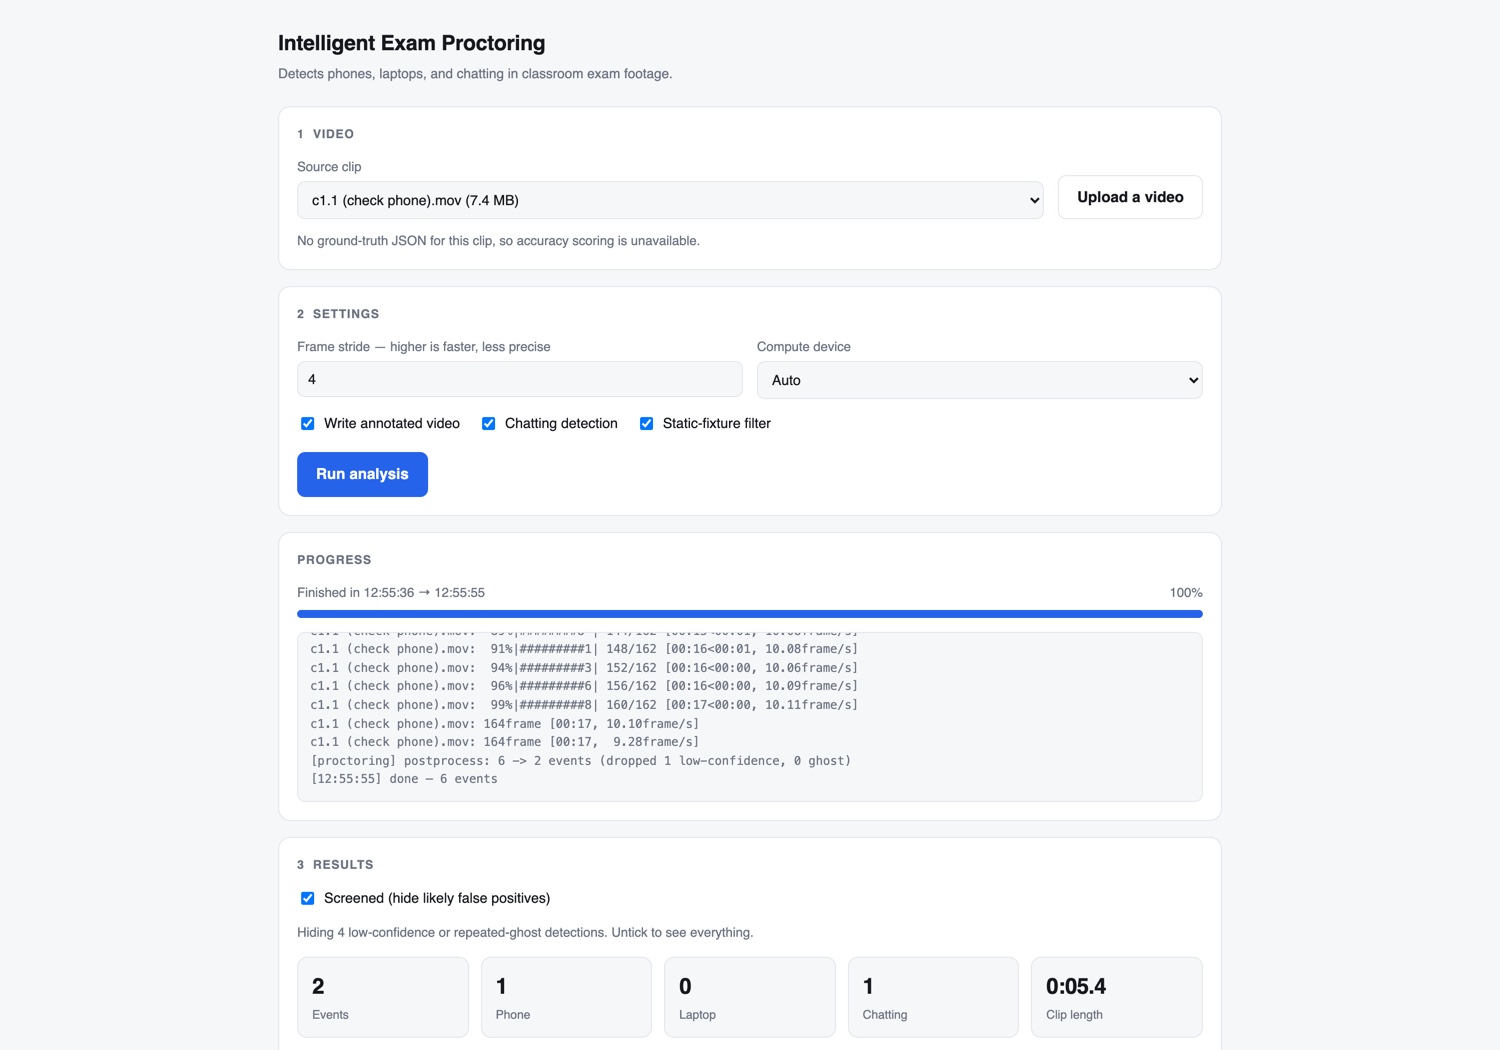 Intelligent Exam Proctoring
Detects phones, laptops, and chatting in classroom exam footage.
1 VIDEO
Source clip
c1.1 (check phone).mov (7.4 MB)
Upload a video
No ground-truth JSON for this clip, so accuracy scoring is unavailable.
2 SETTINGS
Frame stride — higher is faster, less precise
Compute device
4
Auto
Write annotated video
Chatting detection
Static-fixture filter
Run analysis
PROGRESS
Finished in 12:55:36 → 12:55:55
100%
c1.1 (check phone).mov:  91%|#########1| 148/162 [00:16<00:01, 10.08frame/s]
c1.1 (check phone).mov:  94%|#########3| 152/162 [00:16<00:00, 10.06frame/s]
c1.1 (check phone).mov:  96%|#########6| 156/162 [00:16<00:00, 10.09frame/s]
c1.1 (check phone).mov:  99%|#########8| 160/162 [00:17<00:00, 10.11frame/s]
c1.1 (check phone).mov: 164frame [00:17, 10.10frame/s]
c1.1 (check phone).mov: 164frame [00:17,  9.28frame/s]
[proctoring] postprocess: 6 -> 2 events (dropped 1 low-confidence, 0 ghost)
[12:55:55] done — 6 events
3 RESULTS
Screened (hide likely false positives)
Hiding 4 low-confidence or repeated-ghost detections. Untick to see everything.
2
Events
1
Phone
0
Laptop
1
Chatting
0:05.4
Clip length